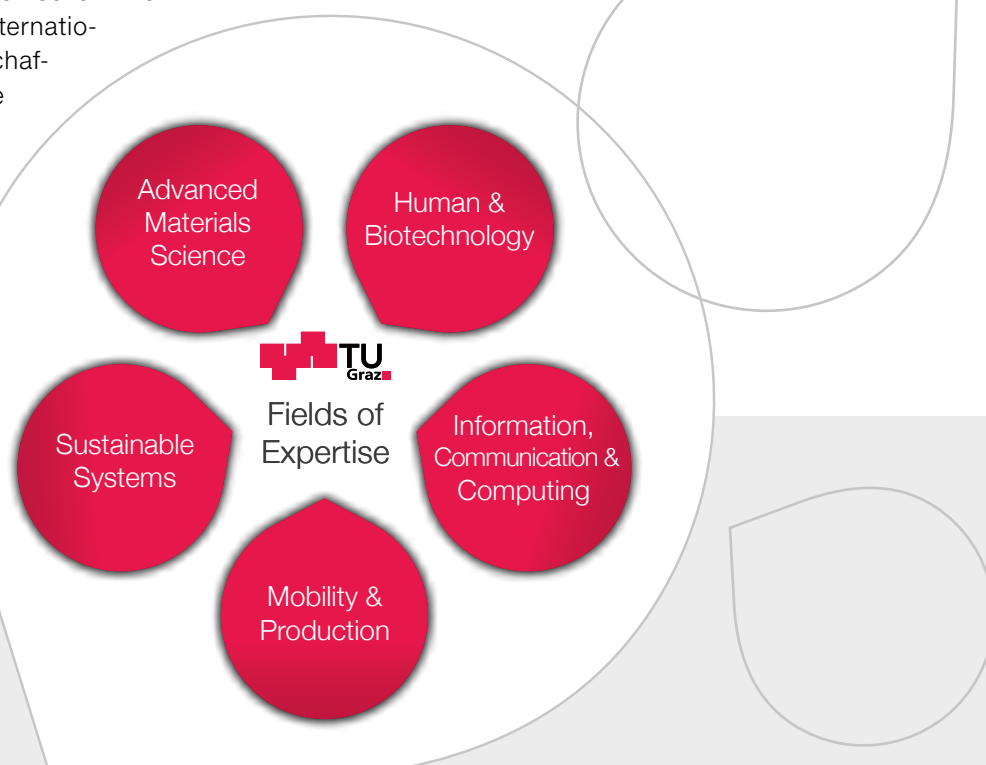 ternatio-
chaf-
e
Advanced
Materials
Science
Human &
Biotechnology
TU
Graz
Fields of
Expertise
Sustainable
Systems
Information,
Communication &
Computing
Mobility &
Production